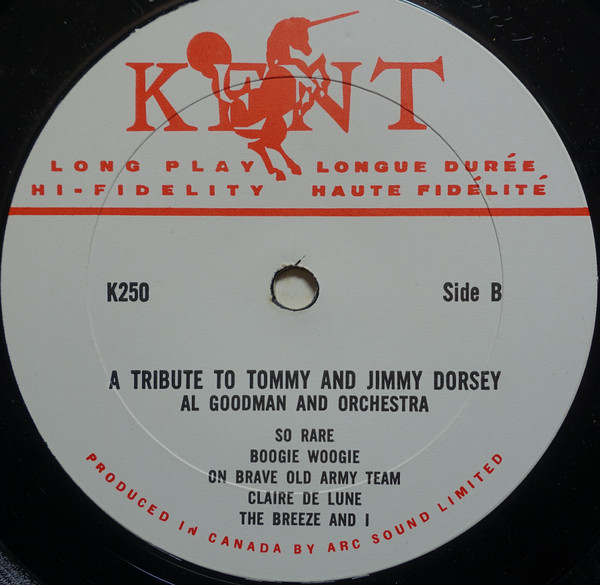 KENT
LONG PLAY LONGUE DURÉE
HI-FIDELITY HAUTE FIDÉLITÉ
K250 Side B
A TRIBUTE TO TOMMY AND JIMMY DORSEY
AL GOODMAN AND ORCHESTRA
SO RARE
BOOGIE WOOGIE
ON BRAVE OLD ARMY TEAM
CLAIRE DE LUNE
THE BREEZE AND I
PRODUCED IN CANADA BY ARC SOUND LIMITED